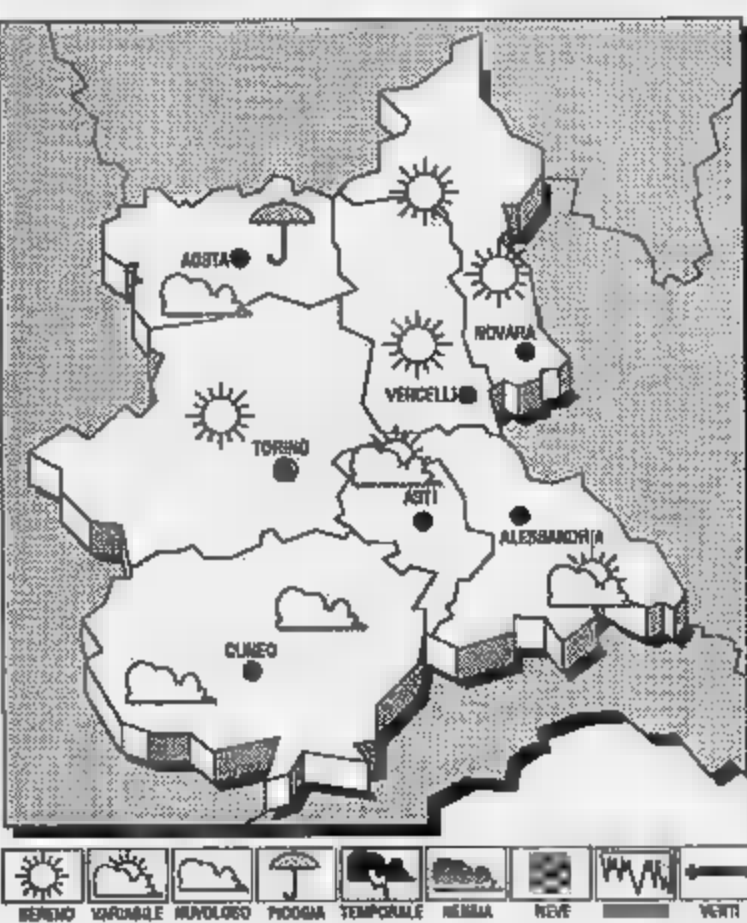 AOSTA
NOVARA
VERCELLI
TORINO
ASTI
ALESSANDRIA
CUNEO
SERENO VARIABILE NUVOLOSO PIOGGIA TEMPORALE NEBBIA NEVE VENTI